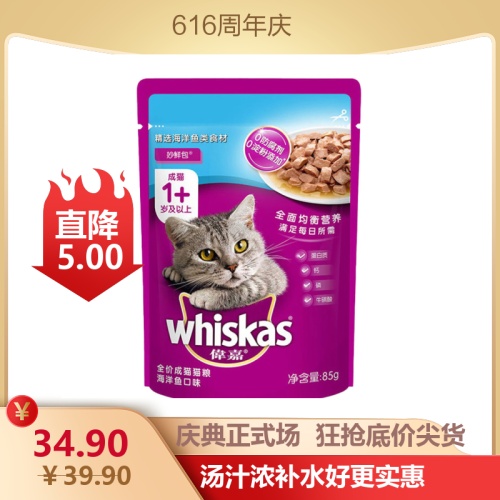 616周年庆
精选海洋鱼类食材
妙鲜包®
成猫
1+
岁及以上
0防腐剂
0淀粉添加*
全面均衡营养
满足每日所需
蛋白质
钙
磷
牛磺酸
直降
5.00
whiskas
偉嘉®
全价成猫猫粮
海洋鱼口味
净含量:85g
¥
34.90
¥39.90
庆典正式场 狂抢底价尖货
汤汁浓补水好更实惠